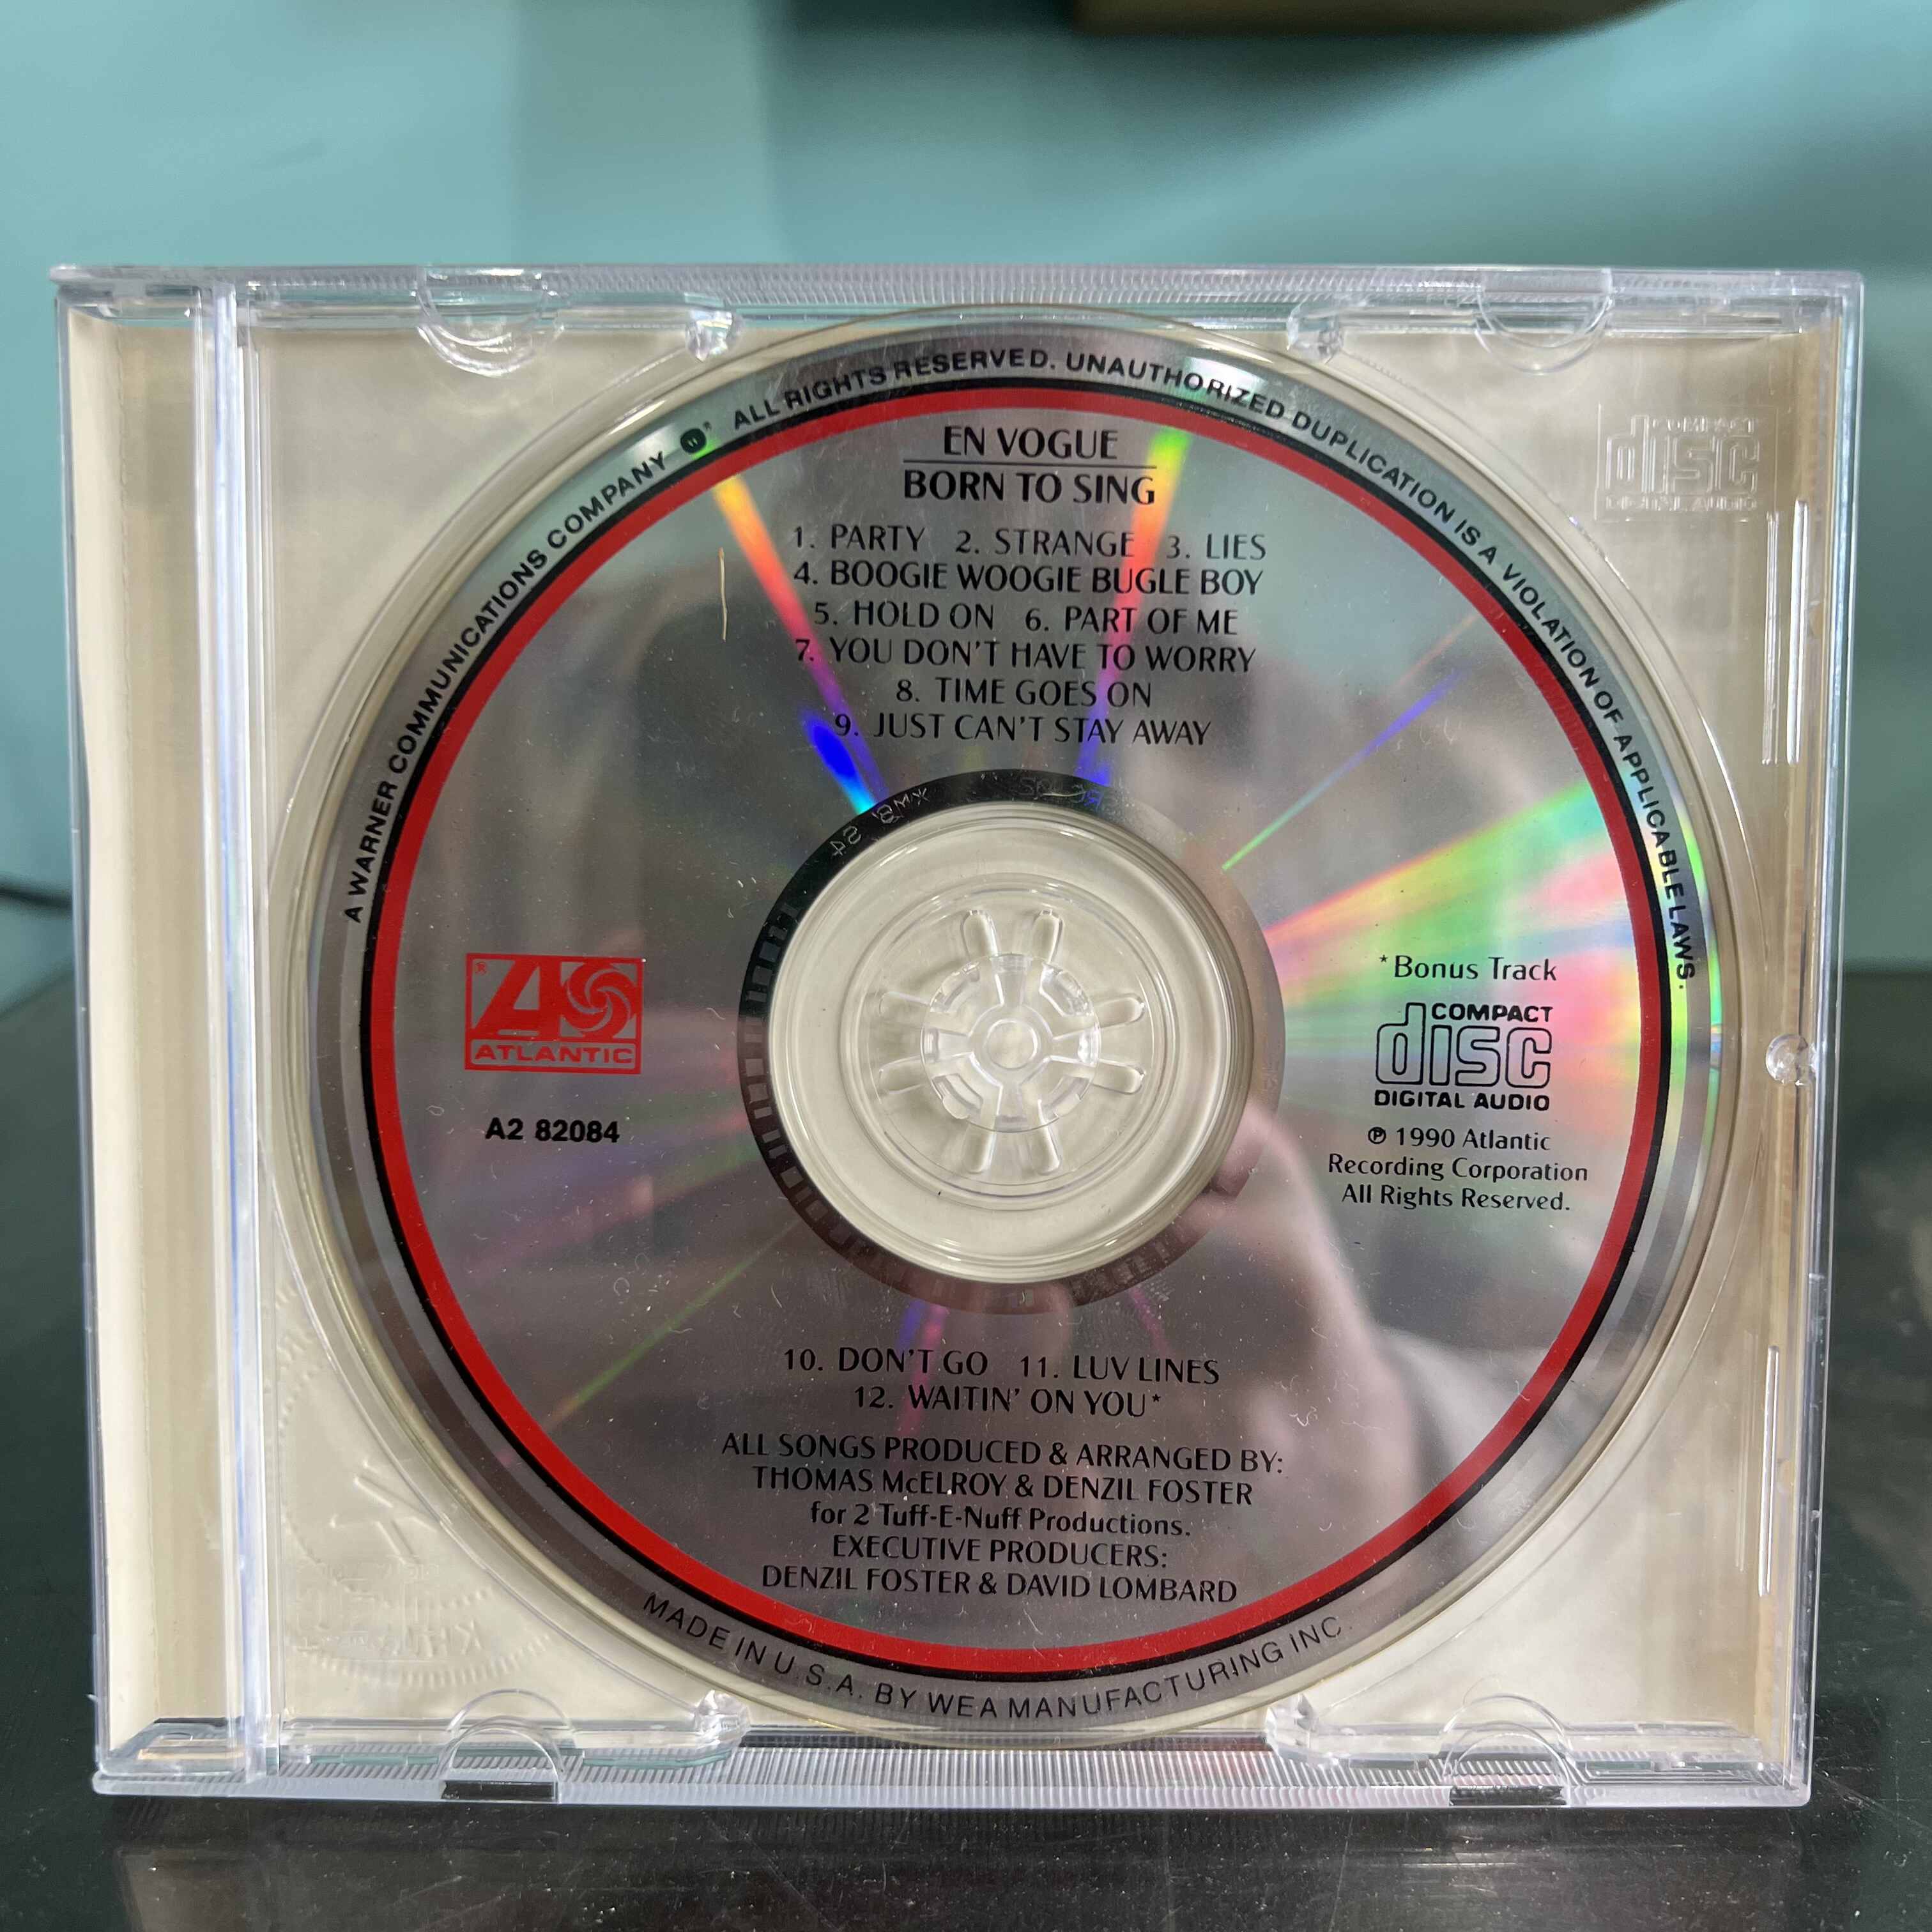 A WARNER COMMUNICATIONS COMPANY ® ALL RIGHTS RESERVED. UNAUTHORIZED DUPLICATION IS A VIOLATION OF APPLICABLE LAWS.
EN VOGUE
BORN TO SING
1. PARTY 2. STRANGE 3. LIES
4. BOOGIE WOOGIE BUGLE BOY
5. HOLD ON 6. PART OF ME
7. YOU DON'T HAVE TO WORRY
8. TIME GOES ON
9. JUST CAN'T STAY AWAY
COMPACT
disc
DIGITAL AUDIO
® A
ATLANTIC
A2 82084
*Bonus Track
COMPACT
disc
DIGITAL AUDIO
℗ 1990 Atlantic
Recording Corporation
All Rights Reserved.
10. DON'T GO 11. LUV LINES
12. WAITIN' ON YOU*
ALL SONGS PRODUCED & ARRANGED BY:
THOMAS McELROY & DENZIL FOSTER
for 2 Tuff-E-Nuff Productions.
EXECUTIVE PRODUCERS:
DENZIL FOSTER & DAVID LOMBARD
MADE IN U.S.A. BY WEA MANUFACTURING INC.